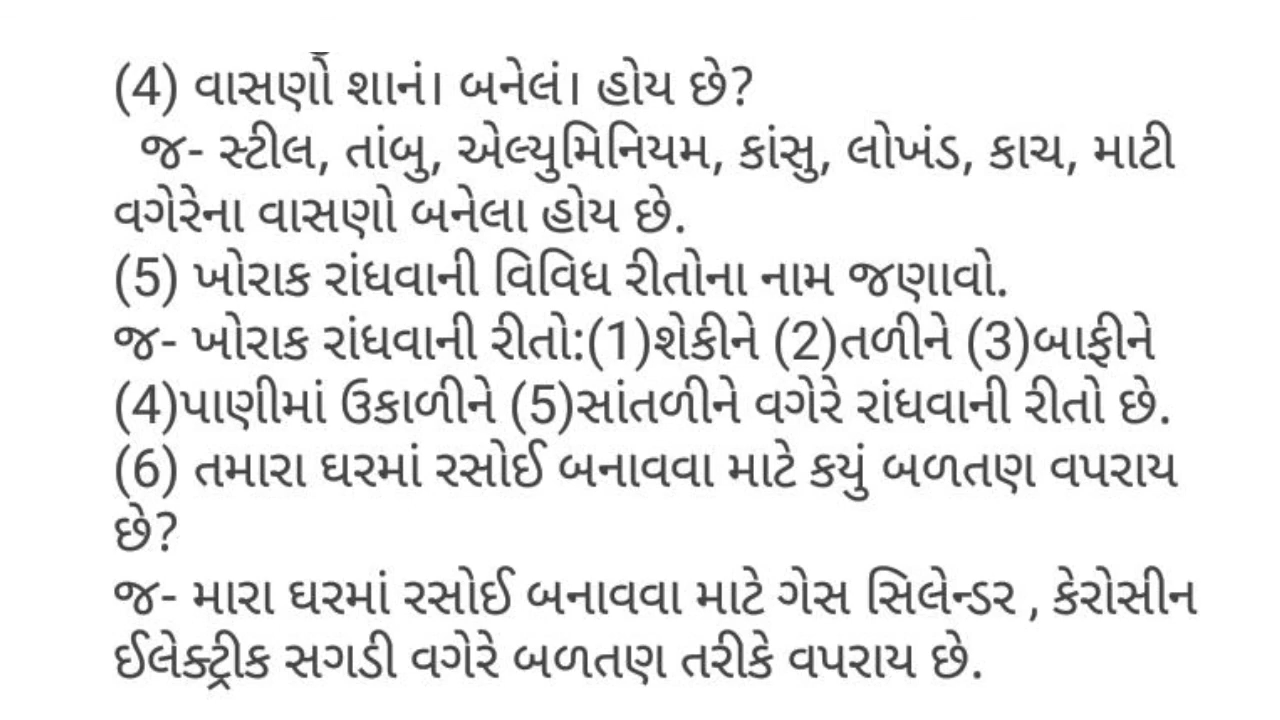 (4) વાસણો શાનં। બનેલં। હોય છે?
જ- સ્ટીલ, તાંબુ, એલ્યુમિનિયમ, કાંસુ, લોખંડ, કાચ, માટી
વગેરેના વાસણો બનેલા હોય છે.
(5) ખોરાક રાંધવાની વિવિધ રીતોના નામ જણાવો.
જ- ખોરાક રાંધવાની રીતો:(1)શેકીને (2)તળીને (3)બાફીને
(4)પાણીમાં ઉકાળીને (5)સાંતળીને વગેરે રાંધવાની રીતો છે.
(6) તમારા ઘરમાં રસોઈ બનાવવા માટે કયું બળતણ વપરાય
છે?
જ- મારા ઘરમાં રસોઈ બનાવવા માટે ગેસ સિલેન્ડર , કેરોસીન
ઈલેક્ટ્રીક સગડી વગેરે બળતણ તરીકે વપરાય છે.